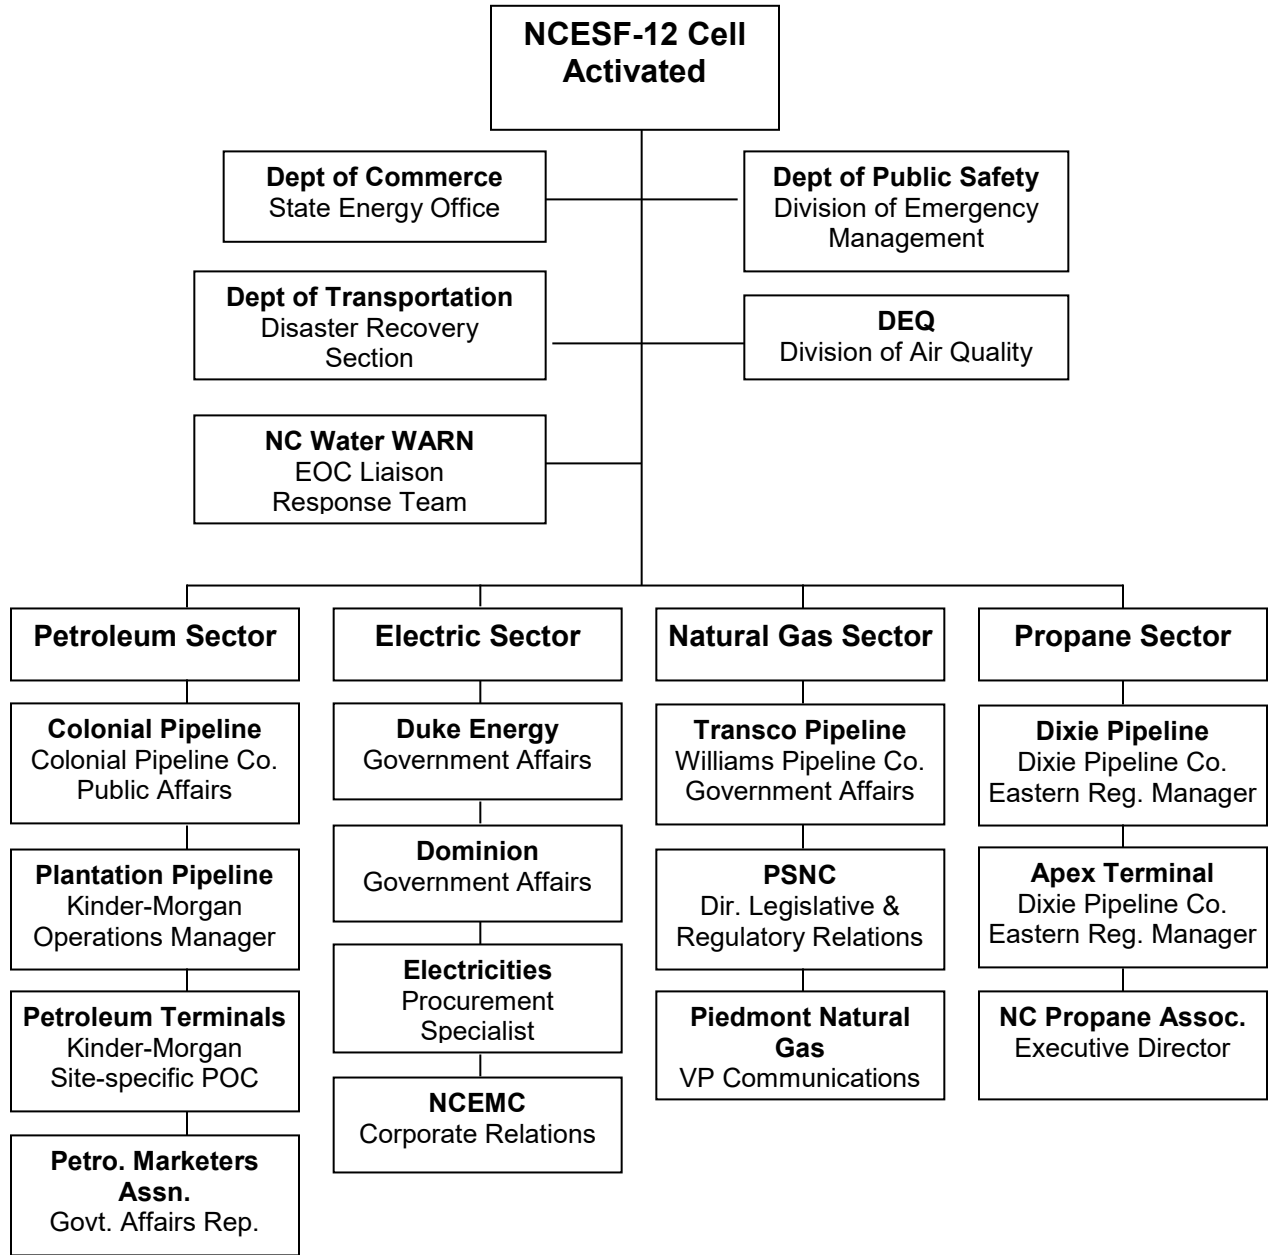 NCESF-12 Cell
Activated
Dept of Commerce
State Energy Office
Dept of Public Safety
Division of Emergency
Management
Dept of Transportation
Disaster Recovery
Section
DEQ
Division of Air Quality
NC Water WARN
EOC Liaison
Response Team
Petroleum Sector
Electric Sector
Natural Gas Sector
Propane Sector
Colonial Pipeline
Colonial Pipeline Co.
Public Affairs
Plantation Pipeline
Kinder-Morgan
Operations Manager
Petroleum Terminals
Kinder-Morgan
Site-specific POC
Petro. Marketers
Assn.
Govt. Affairs Rep.
Duke Energy
Government Affairs
Dominion
Government Affairs
Electricities
Procurement
Specialist
NCEMC
Corporate Relations
Transco Pipeline
Williams Pipeline Co.
Government Affairs
PSNC
Dir. Legislative &
Regulatory Relations
Piedmont Natural
Gas
VP Communications
Dixie Pipeline
Dixie Pipeline Co.
Eastern Reg. Manager
Apex Terminal
Dixie Pipeline Co.
Eastern Reg. Manager
NC Propane Assoc.
Executive Director